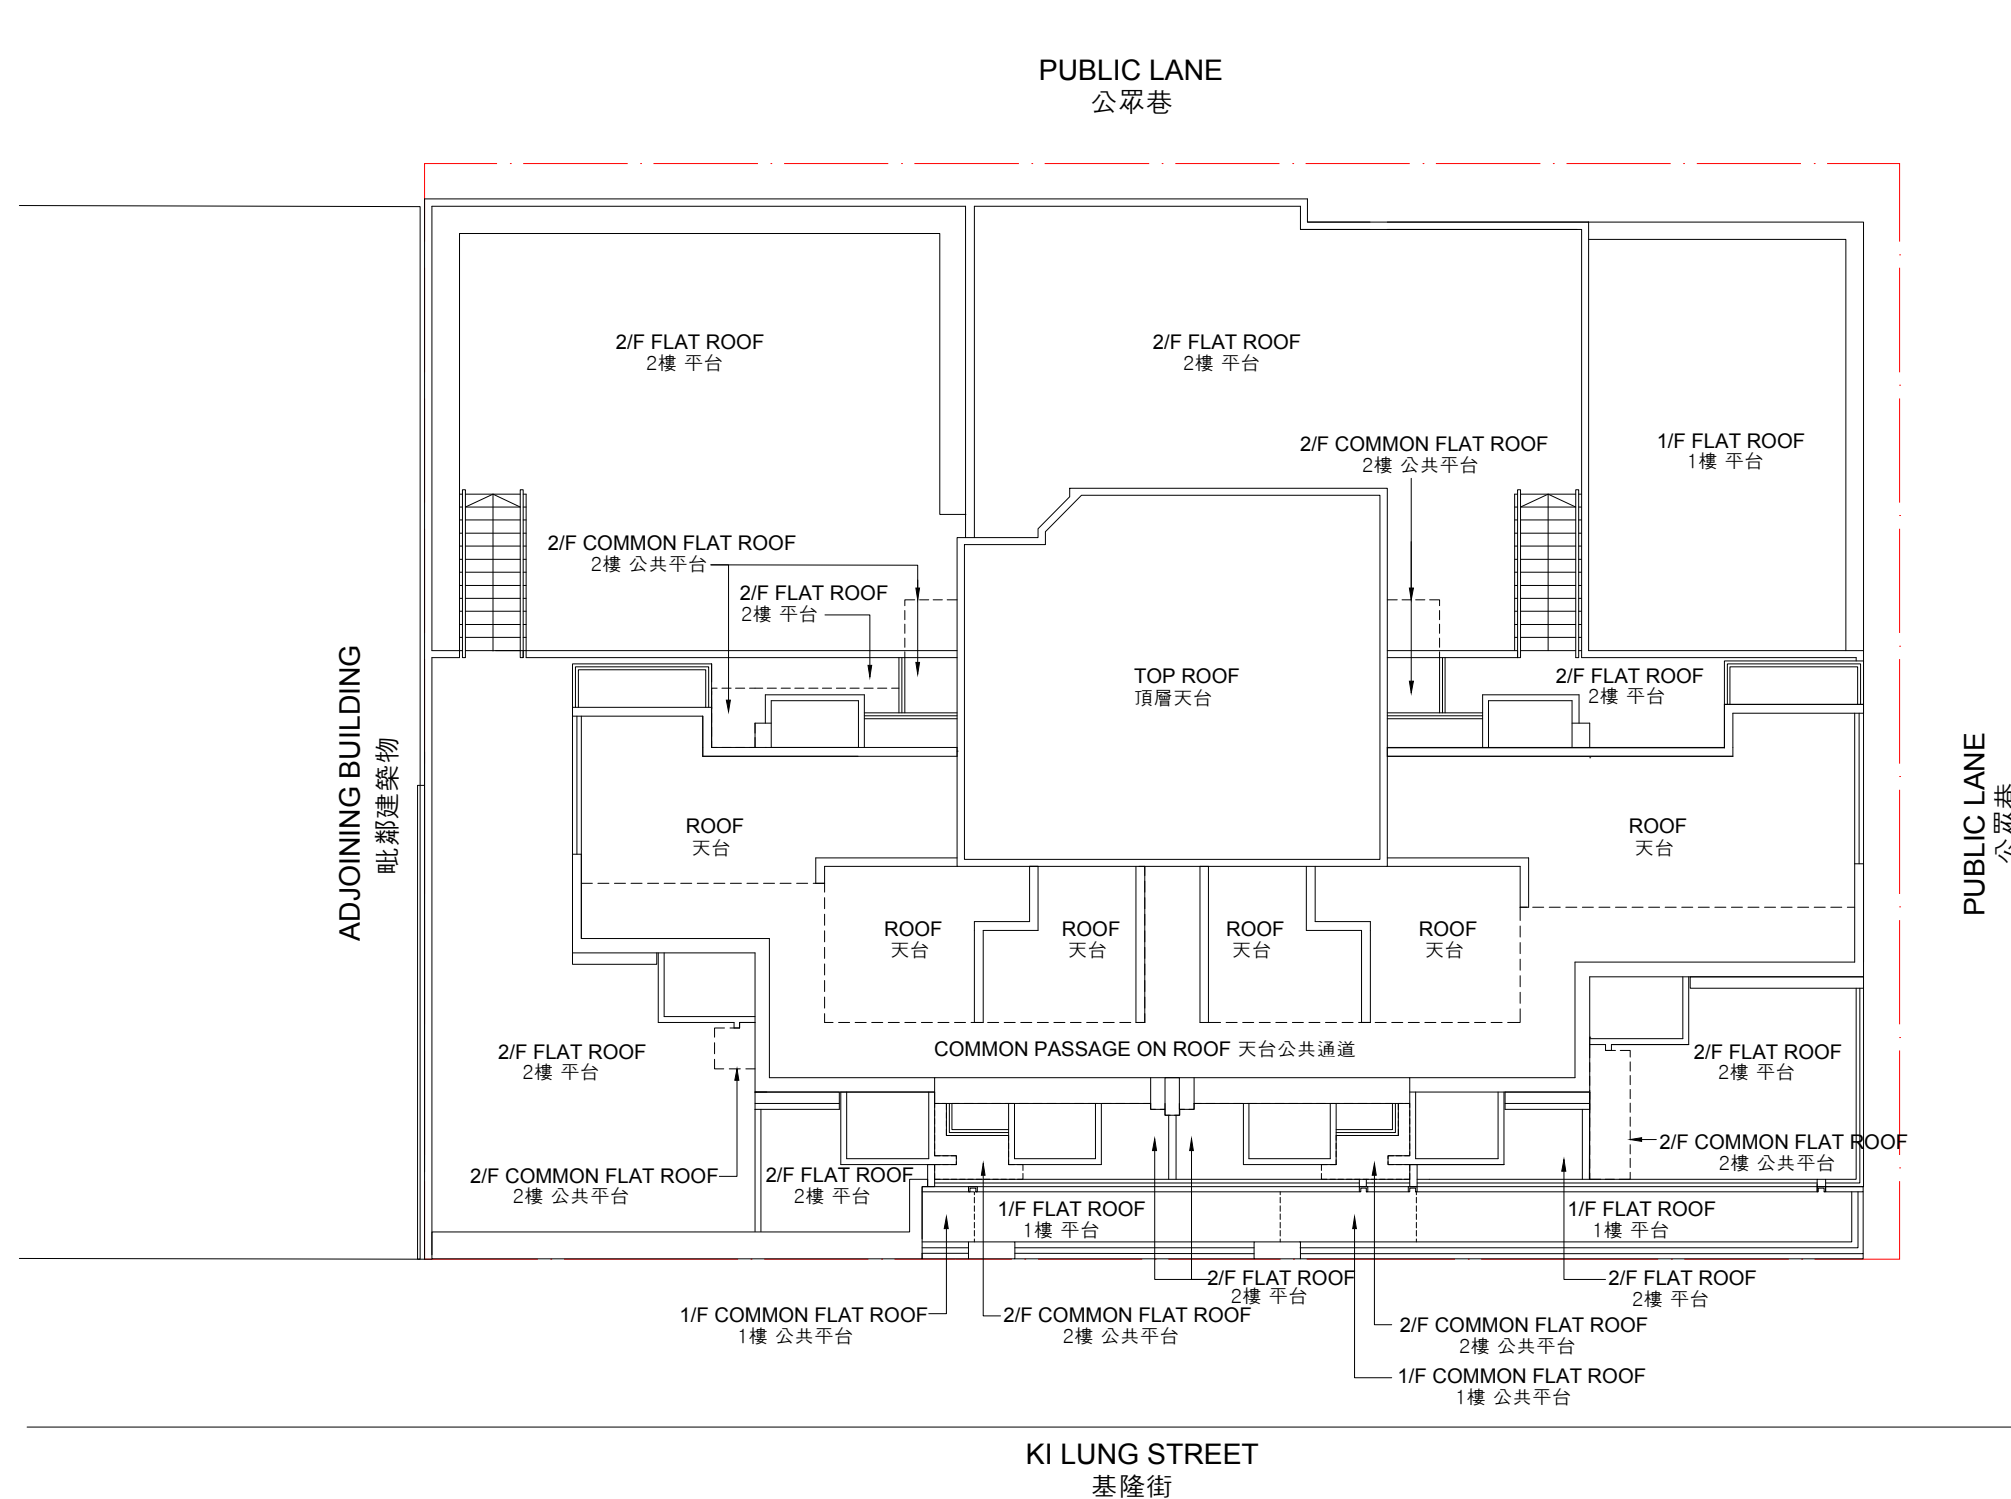 PUBLIC LANE
公眾巷
2/F FLAT ROOF
2樓 平台
2/F FLAT ROOF
2樓 平台
2/F COMMON FLAT ROOF
2樓 公共平台
1/F FLAT ROOF
1樓 平台
2/F COMMON FLAT ROOF
2樓 公共平台
2/F FLAT ROOF
2樓 平台
ADJOINING BUILDING
毗鄰建築物
TOP ROOF
頂層天台
2/F FLAT ROOF
2樓 平台
PUBLIC LANE
公眾巷
ROOF
天台
ROOF
天台
ROOF
天台
ROOF
天台
ROOF
天台
ROOF
天台
COMMON PASSAGE ON ROOF 天台公共通道
2/F FLAT ROOF
2樓 平台
2/F FLAT ROOF
2樓 平台
2/F COMMON FLAT ROOF
2樓 公共平台
2/F COMMON FLAT ROOF
2樓 公共平台
2/F FLAT ROOF
2樓 平台
1/F FLAT ROOF
1樓 平台
1/F FLAT ROOF
1樓 平台
2/F FLAT ROOF
2樓 平台
2/F FLAT ROOF
2樓 平台
1/F COMMON FLAT ROOF
1樓 公共平台
2/F COMMON FLAT ROOF
2樓 公共平台
2/F COMMON FLAT ROOF
2樓 公共平台
1/F COMMON FLAT ROOF
1樓 公共平台
KI LUNG STREET
基隆街